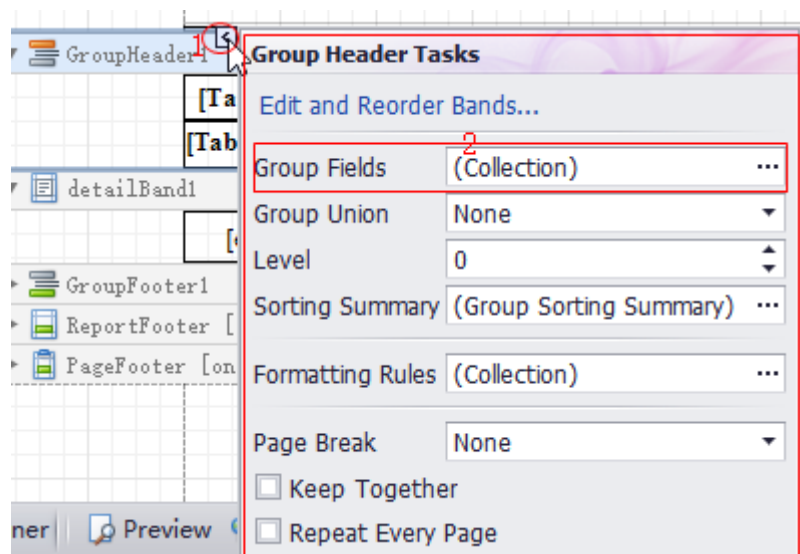 GroupHeader1
1
Group Header Tasks
[Ta
Edit and Reorder Bands...
[Tab
2
Group Fields (Collection) ...
detailBand1
Group Union None
Level 0
GroupFooter1
Sorting Summary (Group Sorting Summary) ...
ReportFooter [
PageFooter [on
Formatting Rules (Collection) ...
Page Break None
Keep Together
ner Preview
Repeat Every Page